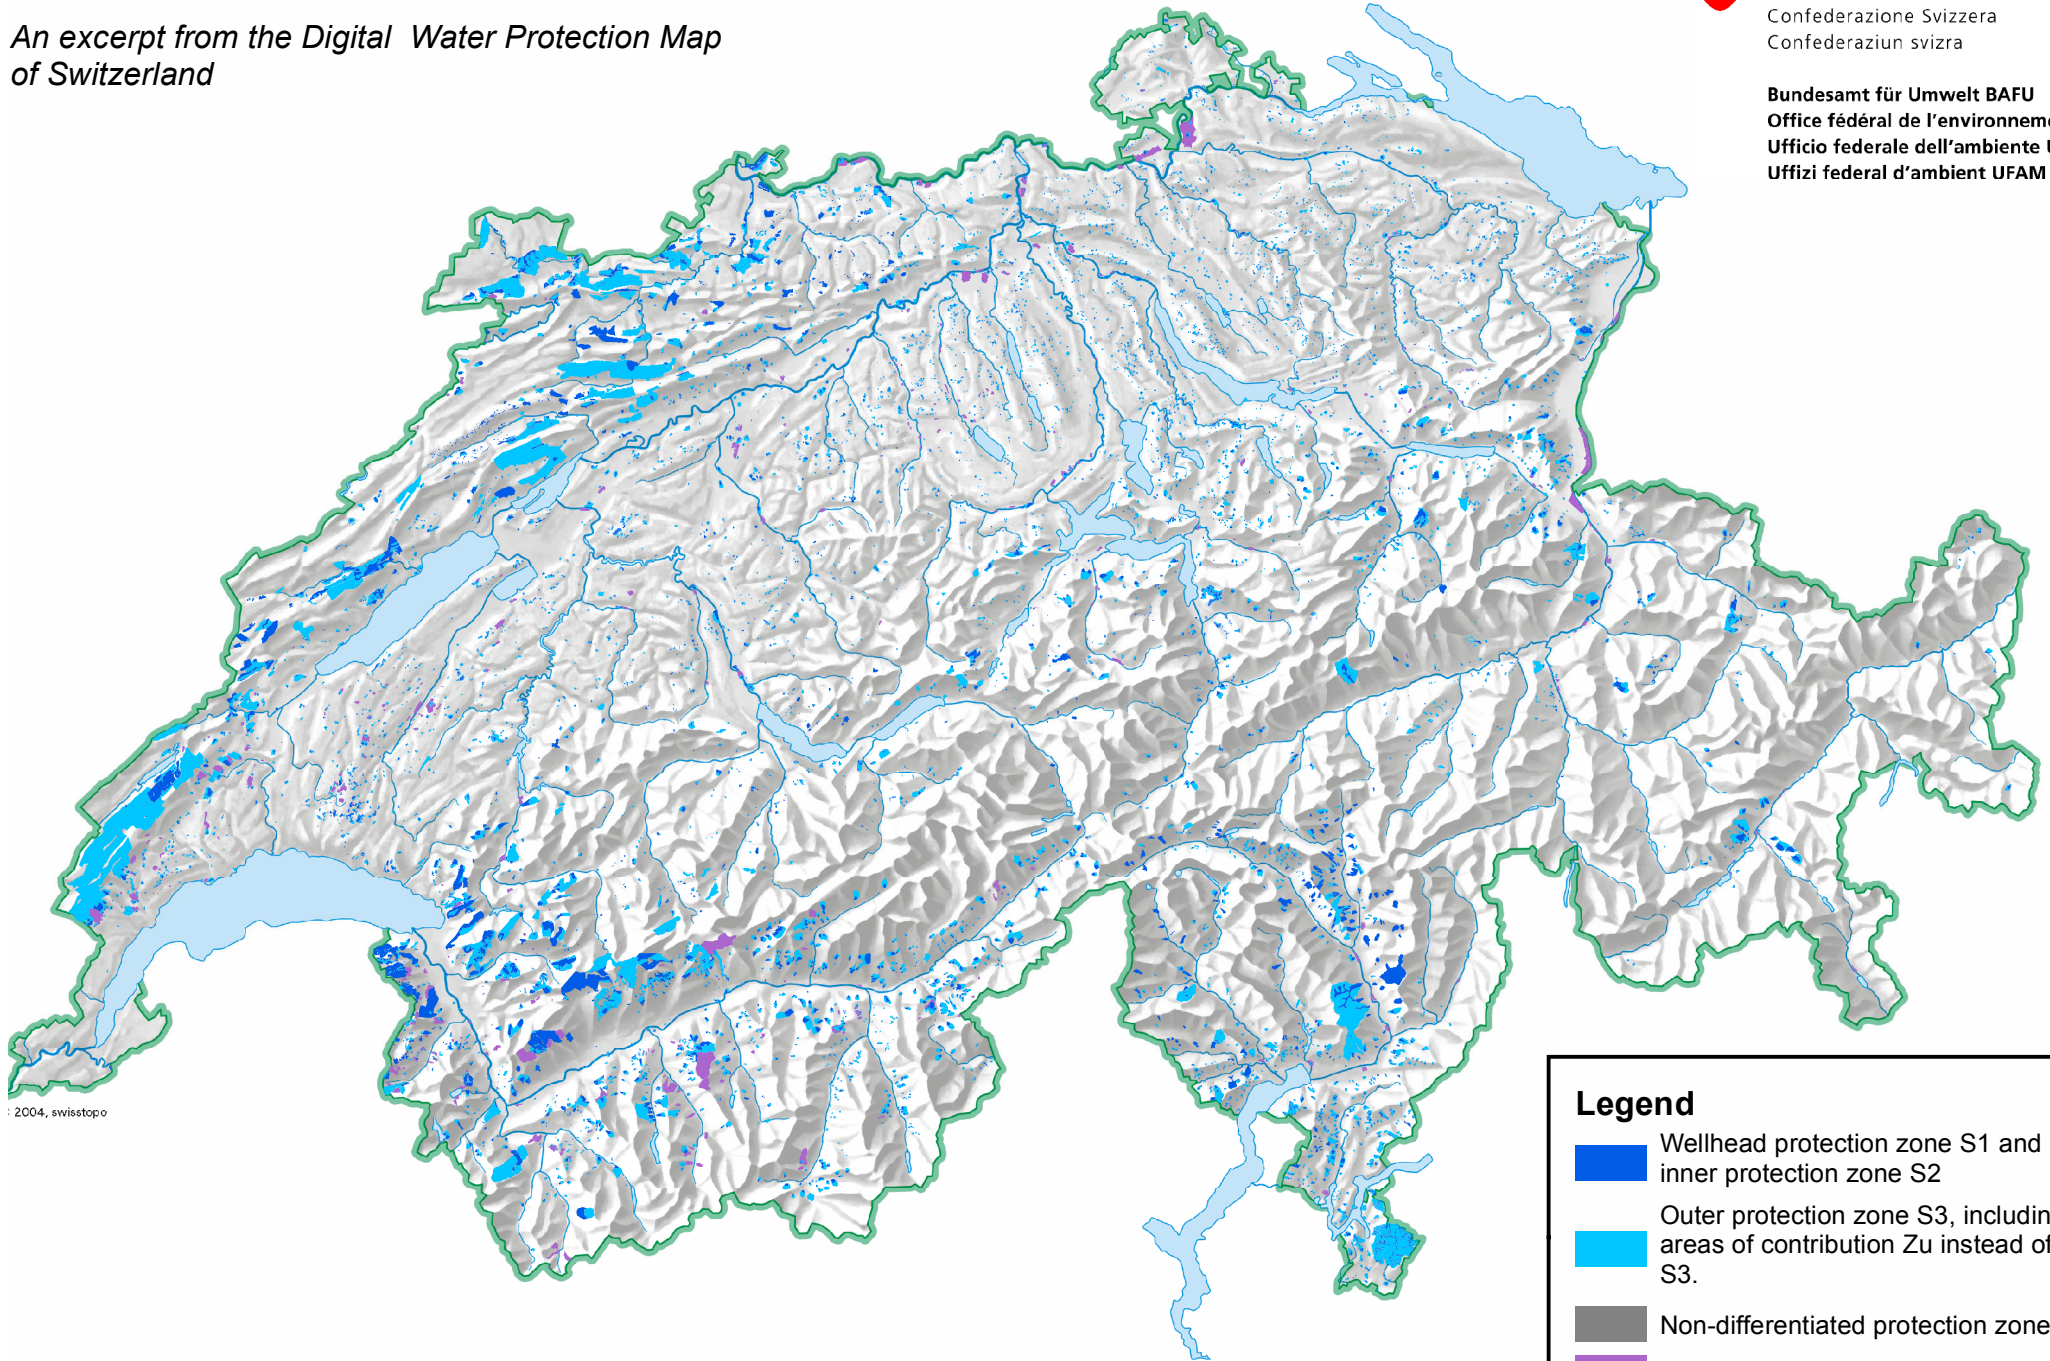 An excerpt from the Digital Water Protection Map
of Switzerland
Confederazione Svizzera
Confederaziun svizra
Bundesamt für Umwelt BAFU
Office fédéral de l'environnem
Ufficio federale dell'ambiente
Uffizi federal d'ambient UFAM
2004, swisstopo
Legend
Wellhead protection zone S1 and
inner protection zone S2
Outer protection zone S3, includin
areas of contribution Zu instead of
S3.
Non-differentiated protection zone